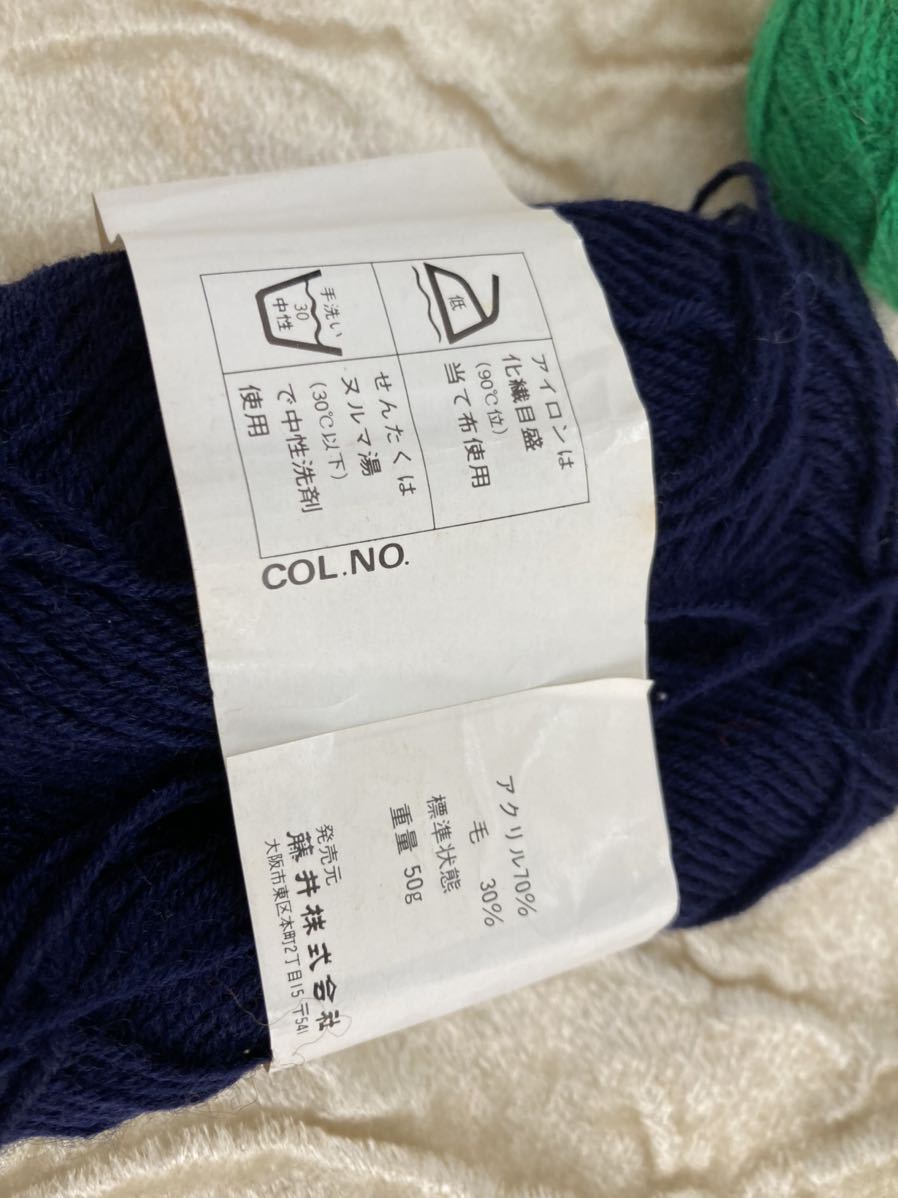 低
アイロンは
化繊目盛
(90℃位)
当て布使用
手洗い
30
中性
せんたくは
ヌルマ湯
(30℃以下)
で中性洗剤
使用
COL.NO.
アクリル70%
毛 30%
標準状態
重量 50g
発売元
藤井株式会社
大阪市東区本町2丁目15 〒541